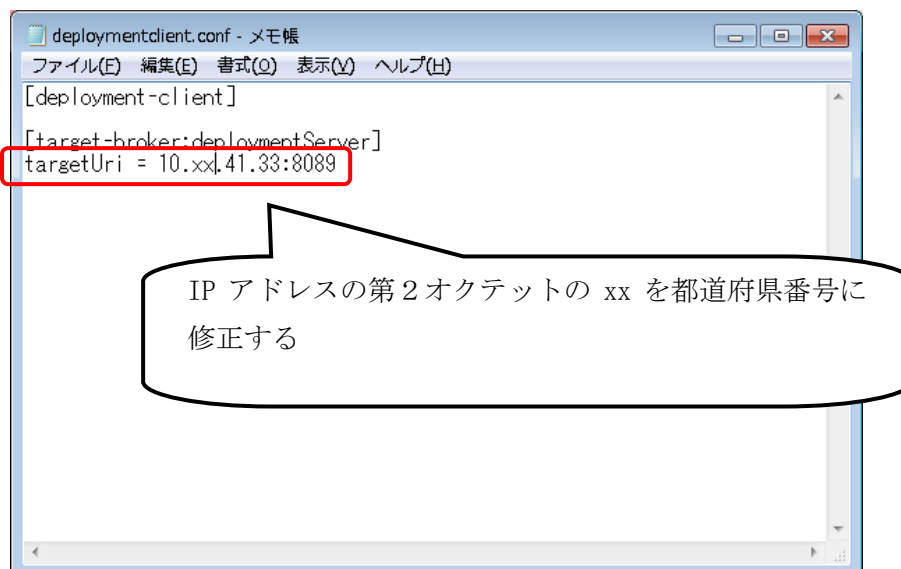 deploymentclient.conf - メモ帳
ファイル(F) 編集(E) 書式(O) 表示(V) ヘルプ(H)
[deployment-client]
[target-broker:deploymentServer]
targetUri = 10.xx.41.33:8089
IP アドレスの第２オクテットの xx を都道府県番号に
修正する